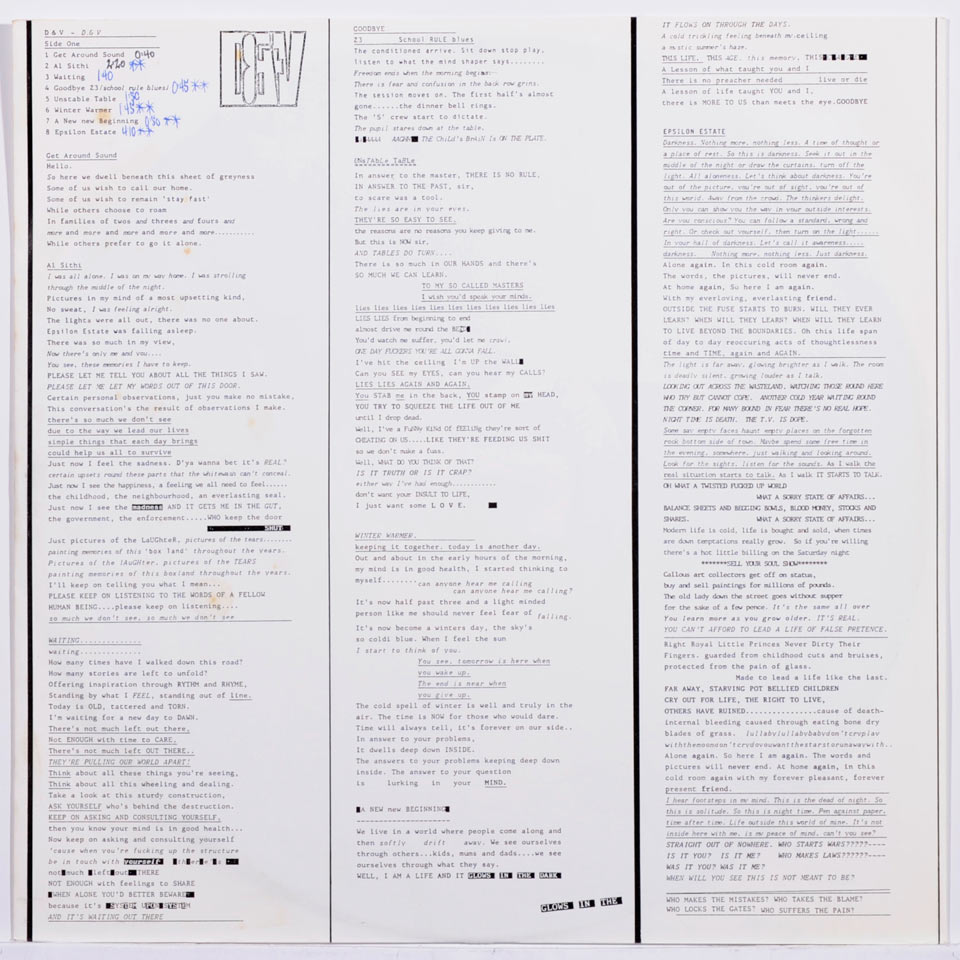 D&V - D&V
Side One
1 Get Around Sound 0:40
2 Al Sithi 2:20 **
3 Waiting 1:40
4 Goodbye Z3/school rule blues/ 0:45 **
5 Unstable Table 1:50
6 Winter Warmer 1:45 **
7 A New new Beginning 0:50 **
8 Epsilon Estate 4:10 **
Get Around Sound
Hello.
So here we dwell beneath this sheet of greyness
Some of us wish to call our home.
Some of us wish to remain 'stay fast'
While others choose to roam
In families of twos and threes and fours and
more and more and more and more and more..........
While others prefer to go it alone.
Al Sithi
I was all alone. I was on my way home. I was strolling
through the middle of the night.
Pictures in my mind of a most upsetting kind,
No sweat, I was feeling alright.
The lights were all out, there was no one about.
Epsilon Estate was falling asleep.
There was so much in my view,
Now there's only me and you....
You see, these memories I have to keep.
PLEASE LET ME TELL YOU ABOUT ALL THE THINGS I SAW.
PLEASE LET ME LET MY WORDS OUT OF THIS DOOR.
Certain personal observations, just you make no mistake,
This conversation's the result of observations I make.
there's so much we don't see
due to the way we lead our lives
simple things that each day brings
could help us all to survive
Just now I feel the sadness. D'ya wanna bet it's REAL?
certain upsets round these parts that the whitewash can't conceal.
Just now I see the happiness, a feeling we all need to feel......
the childhood, the neighbourhood, an everlasting seal.
Just now I see the madness AND IT GETS ME IN THE GUT,
the government, the enforcement.....WHO keep the door
SHUT
Just pictures of the LaUGhteR, pictures of the tears........
painting memories of this 'box land' throughout the years.
Pictures of the lAuGHter, pictures of the TEARS
painting memories of this boxland throughout the years.
I'll keep on telling you what I mean...
PLEASE KEEP ON LISTENING TO THE WORDS OF A FELLOW
HUMAN BEING....please keep on listening....
so much we don't see, so much we don't see
WAITING.............
waiting.............
How many times have I walked down this road?
How many stories are left to unfold?
Offering inspiration through RYTHM and RHYME,
Standing by what I FEEL, standing out of line.
Today is OLD, tattered and TORN.
I'm waiting for a new day to DAWN.
There's not much left out there,
Not ENOUGH with time to CARE,
There's not much left OUT THERE..
THEY'RE PULLING OUR WORLD APART!
Think about all these things you're seeing,
Think about all this wheeling and dealing.
Take a look at this sturdy construction,
ASK YOURSELF who's behind the destruction.
KEEP ON ASKING AND CONSULTING YOURSELF,
then you know your mind is in good health...
Now keep on asking and consulting yourself
'cause when you're fucking up the structure
be in touch with yourself there's
not much left out THERE
NOT ENOUGH with feelings to SHARE
WHEN ALONE YOU'D BETTER BEWARE
because it's SYSTEM UPON SYSTEM
AND IT'S WAITING OUT THERE
GOODBYE
Z3 School RULE blues
The conditioned arrive. Sit down stop play,
listen to what the mind shaper says.......
Freedom ends when the morning begins—
There is fear and confusion in the back row grins.
The session moves on. The first half's almost
gone......the dinner bell rings.
The 'S' crew start to dictate.
The pupil stares down at the table.
AAAAA AAGHH THE Child's BrAiN Is ON THE PLATE.
UNsTAble TaBLe
In answer to the master, THERE IS NO RULE,
IN ANSWER TO THE PAST, sir,
to scare was a tool.
The lies are in your eyes.
THEY'RE SO EASY TO SEE,
the reasons are no reasons you keep giving to me.
But this is NOW sir,
AND TABLES DO TURN....
There is so much in OUR HANDS and there's
SO MUCH WE CAN LEARN.
TO MY SO CALLED MASTERS
I wish you'd speak your minds.
lies lies lies lies lies lies lies lies lies lies
LIES LIES from beginning to end
almost drive me round the BEND
You'd watch me suffer, you'd let me crawl.
ONE DAY FUCKERS YOU'RE ALL GONNA FALL.
I've hit the ceiling I'm UP the WALL
Can you SEE my EYES, can you hear my CALLS?
LIES LIES AGAIN AND AGAIN,
You STAB me in the back, YOU stamp on MY HEAD,
YOU TRY TO SQUEEZE THE LIFE OUT OF ME
until I drop dead.
Well, I've a FuNNy KiNd oF FEELiNg they're sort of
CHEATING ON US.....LIKE THEY'RE FEEDING US SHIT
so we don't make a fuss.
Well, WHAT DO YOU THINK OF THAT?
IS IT TRUTH OR IS IT CRAP?
either way I've had enough............
don't want your INSULT TO LIFE,
I just want some L O V E.
WINTER WARMER.
keeping it together, today is another day.
Out and about in the early hours of the morning,
my mind is in good health, I started thinking to
myself........can anyone hear me calling
can anyone hear me calling?
It's now half past three and a light minded
person like me should never feel fear of falling.
It's now become a winters day, the sky's
so coldi blue. When I feel the sun
I start to think of you.
You see, tomorrow is here when
you wake up.
The end is near when
you give up.
The cold spell of winter is well and truly in the
air. The time is NOW for those who would dare.
Time will always tell, it's forever on our side..
In answer to your problems,
It dwells deep down INSIDE.
The answers to your problems keeping deep down
inside. The answer to your question
is lurking in your MIND.
A NEW new BEGINNING
We live in a world where people come along and
then softly drift away. We see ourselves
through others...kids, mums and dads....we see
ourselves through what they say.
WELL, I AM A LIFE AND IT GLOWS IN THE DARK
GLOWS IN THE
IT FLOWS ON THROUGH THE DAYS.
A cold trickling feeling beneath my ceiling
a mystic summer's haze.
THIS LIFE, THIS AGE, this memory, THIS
A Lesson of what taught you and I
There is no preacher needed live or die
A lesson of life taught YOU and I,
there is MORE TO US than meets the eye.GOODBYE
EPSILON ESTATE
Darkness. Nothing more, nothing less. A time of thought or
a place of rest. So this is darkness. Seek it out in the
middle of the night or draw the curtains, turn off the
light. All aloneness. Let's think about darkness. You're
out of the picture, you're out of sight, you're out of
this world. Away from the crowd. The thinkers delight.
Only you can show you the way in your outside interests.
Are you conscious? You can follow a standard, wrong and
right. Or check out yourself, then turn on the light......
In your hall of darkness. Let's call it awareness.....
darkness. Nothing more, nothing less. Just darkness.
Alone again. In this cold room again.
The words, the pictures, will never end.
At home again, So here I am again.
With my everloving, everlasting friend.
OUTSIDE THE FUSE STARTS TO BURN. WILL THEY EVER
LEARN? WHEN WILL THEY LEARN? WHEN WILL THEY LEARN
TO LIVE BEYOND THE BOUNDARIES. Oh this life span
of day to day reoccuring acts of thoughtlessness
time and TIME, again and AGAIN.
The light is far away, glowing brighter as I walk. The room
is deadly silent, growing louder as I talk.
LOOKING OUT ACROSS THE WASTELAND, WATCHING THOSE ROUND HERE
WHO TRY BUT CANNOT COPE. ANOTHER COLD YEAR WAITING ROUND
THE CORNER. FOR MANY BOUND IN FEAR THERE'S NO REAL HOPE.
NIGHT TIME IS DEATH. THE T.V. IS DOPE.
Some say empty faces haunt empty places on the forgotten
rock bottom side of town. Maybe spend some free time in
the evening, somewhere, just walking and looking around.
Look for the sights, listen for the sounds. As I walk the
real situation starts to talk. As I walk IT STARTS TO TALK.
OH WHAT A TWISTED FUCKED UP WORLD
WHAT A SORRY STATE OF AFFAIRS...
BALANCE SHEETS AND BEGGING BOWLS, BLOOD MONEY, STOCKS AND
SHARES. WHAT A SORRY STATE OF AFFAIRS...
Modern life is cold, life is bought and sold, when times
are down temptations really grow. So if you're willing
there's a hot little billing on the Saturday night
*******SELL YOUR SOUL SHOW********
Callous art collectors get off on status,
buy and sell paintings for millions of pounds.
The old lady down the street goes without supper
for the sake of a few pence. It's the same all over
You learn more as you grow older. IT'S REAL.
YOU CAN'T AFFORD TO LEAD A LIFE OF FALSE PRETENCE.
Right Royal Little Princes Never Dirty Their
Fingers. guarded from childhood cuts and bruises,
protected from the pain of glass.
Made to lead a life like the last.
FAR AWAY, STARVING POT BELLIED CHILDREN
CRY OUT FOR LIFE, THE RIGHT TO LIVE,
OTHERS HAVE RUINED...............cause of death-
internal bleeding caused through eating bone dry
blades of grass. lullabylullabybabydon'tcryplay
withthemoondon'tcrydoyouwantthestarstorunawaywith..
Alone again. So here I am again. The words and
pictures will never end. At home again, in this
cold room again with my forever pleasant, forever
present friend.
I hear footsteps in my mind. This is the dead of night. So
this is solitude. So this is night time. Pen against paper,
time after time. Life outside this world of mine. It's not
inside here with me, is my peace of mind, can't you see?
STRAIGHT OUT OF NOWHERE. WHO STARTS WARS?????----
IS IT YOU? IS IT ME? WHO MAKES LAWS??????----
WAS IT YOU? WAS IT ME?
WHEN WILL YOU SEE THIS IS NOT MEANT TO BE?
WHO MAKES THE MISTAKES? WHO TAKES THE BLAME?
WHO LOCKS THE GATES? WHO SUFFERS THE PAIN?